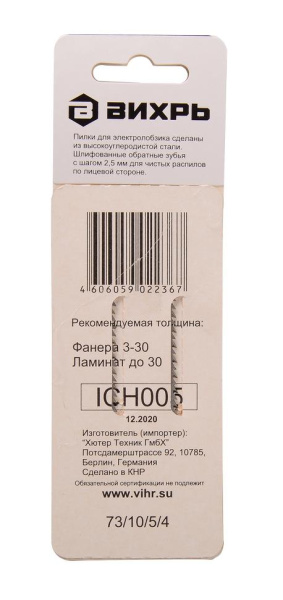 ВИХРЬ
Пилки для электролобзика сделаны
из высокоуглеродистой стали.
Шлифованные обратные зубья
с шагом 2,5 мм для чистых распилов
по лицевой стороне.
4 606059 022367
Рекомендуемая толщина:
Фанера 3-30
Ламинат до 30
ICH005
12.2020
Изготовитель (импортер):
"Хютер Техник ГмбХ"
Потсдамерштрассе 92, 10785,
Берлин, Германия
Сделано в КНР
Обязательной сертификации не подлежит
www.vihr.su
73/10/5/4